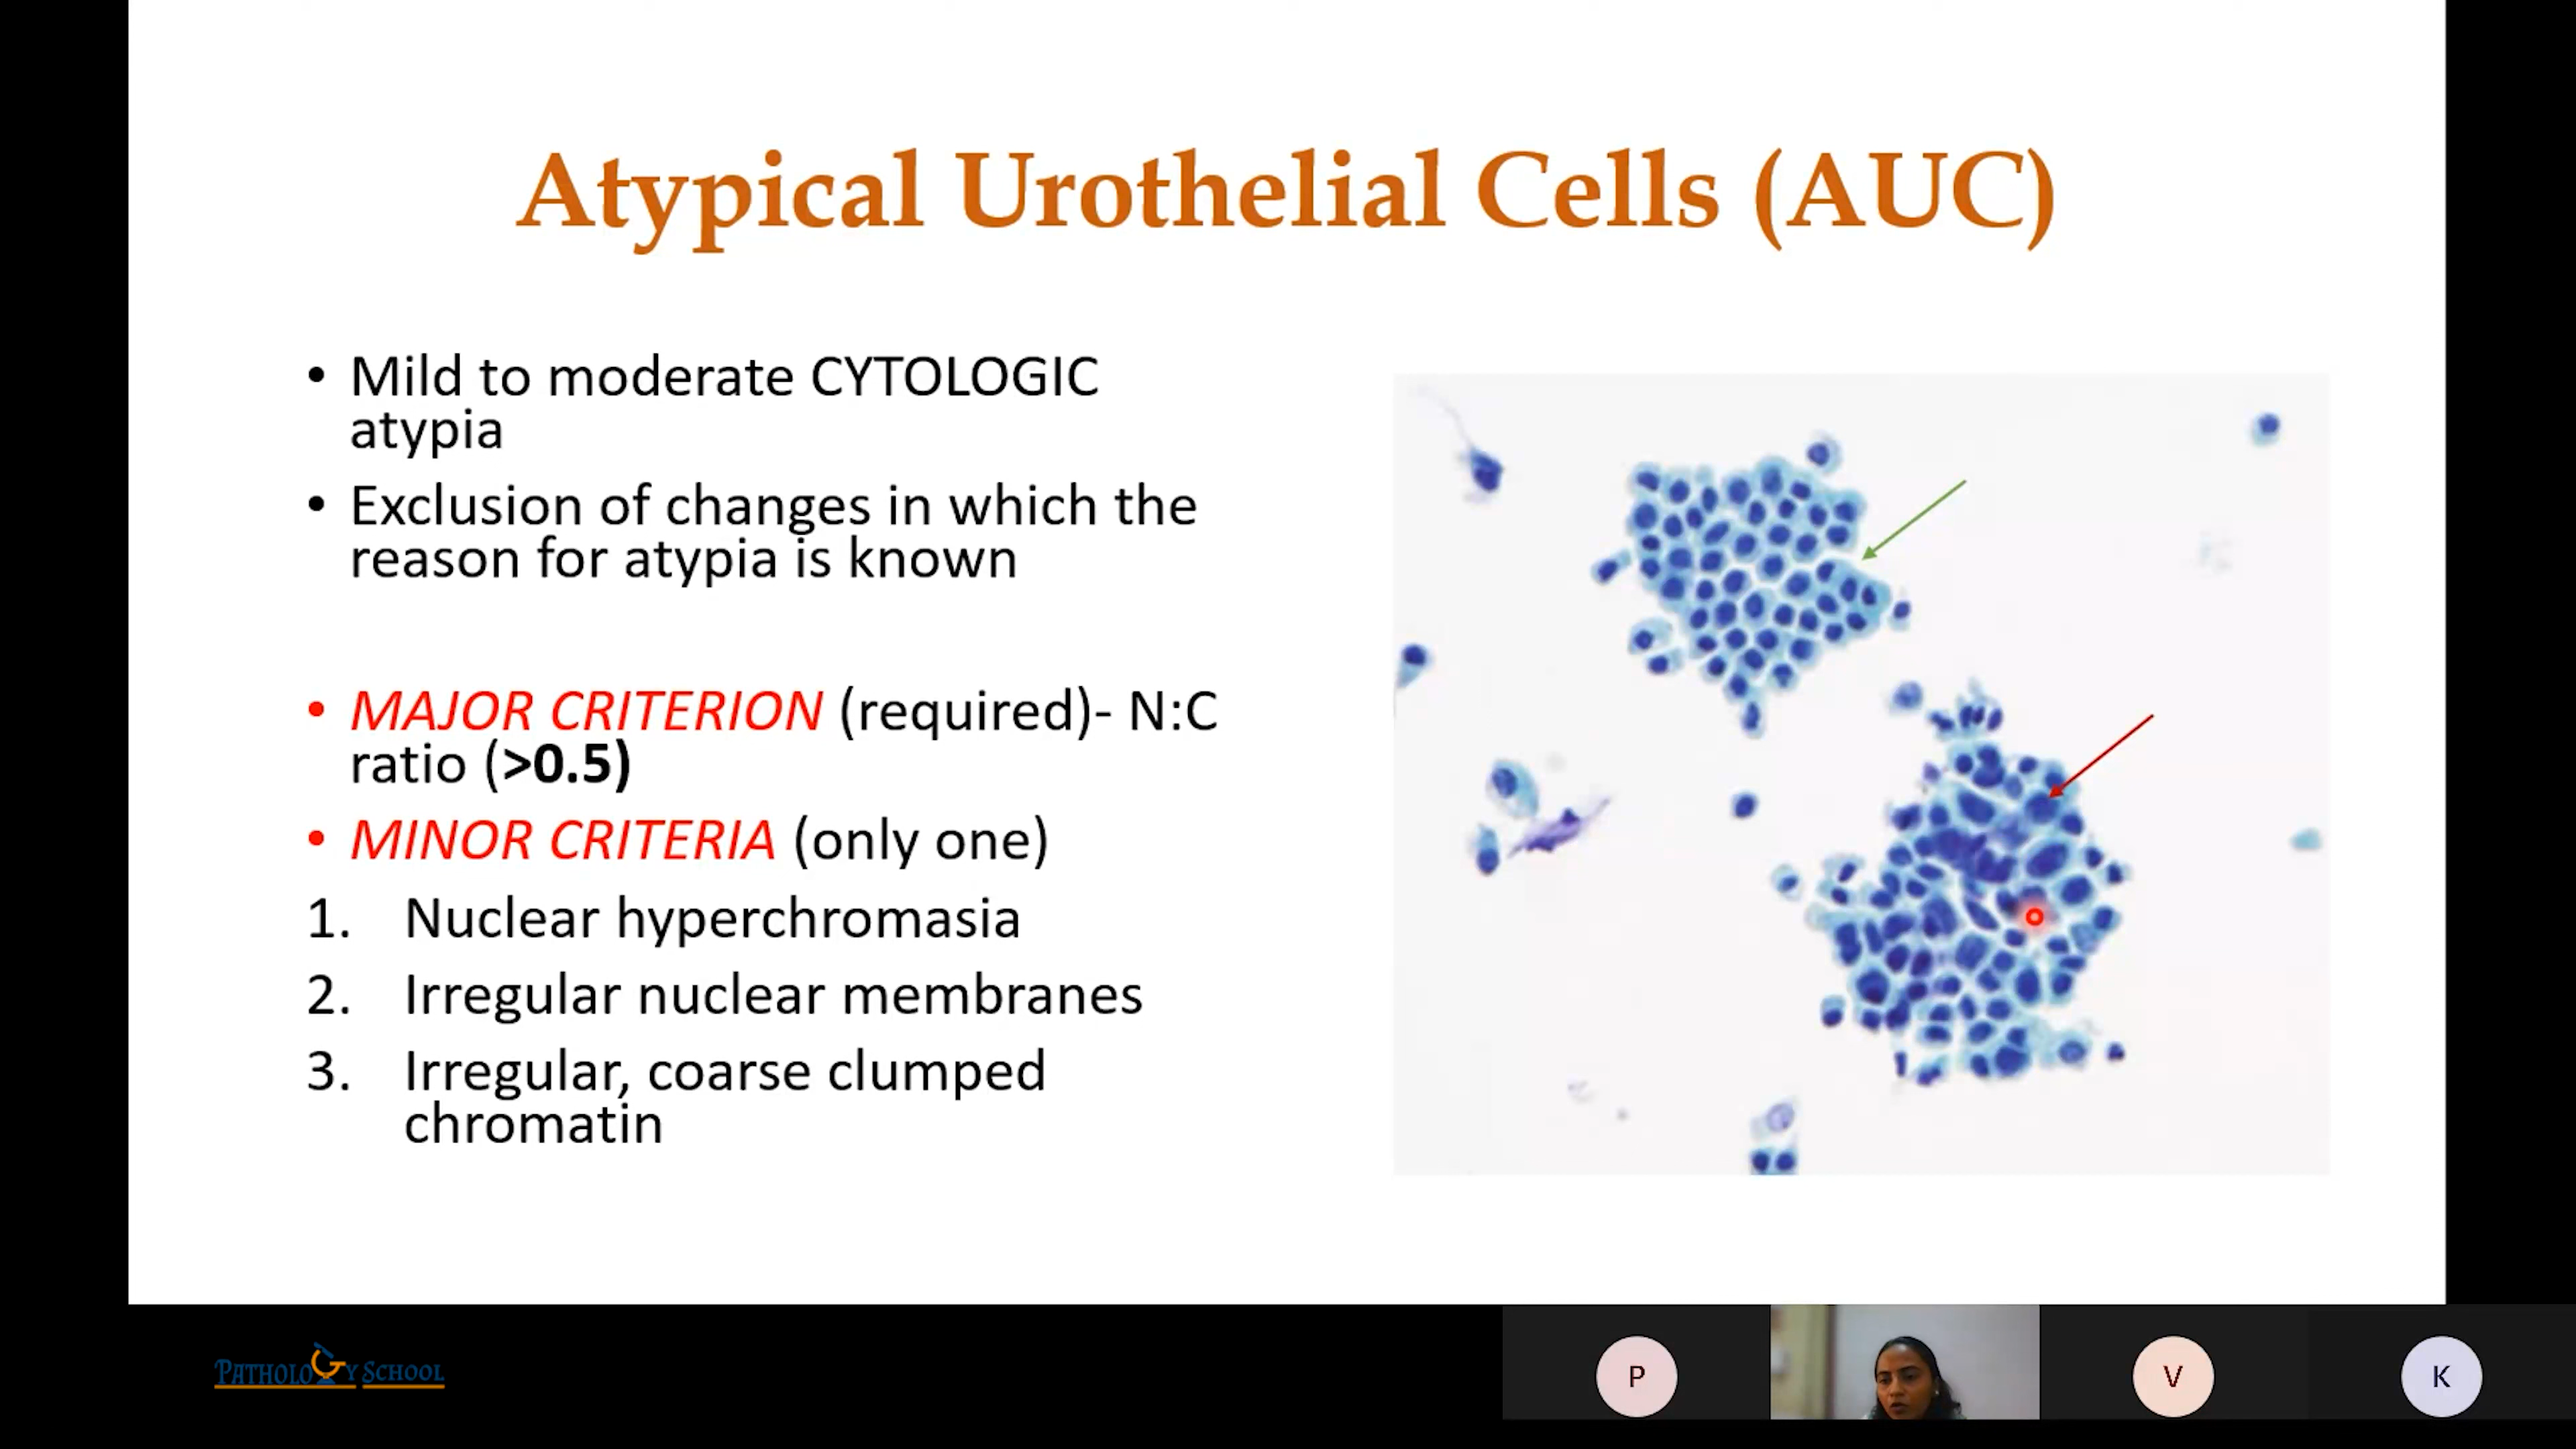 Atypical Urothelial Cells (AUC)
• Mild to moderate CYTOLOGIC
atypia
• Exclusion of changes in which the
reason for atypia is known
• MAJOR CRITERION (required)- N:C
ratio (>0.5)
• MINOR CRITERIA (only one)
1. Nuclear hyperchromasia
2. Irregular nuclear membranes
3. Irregular, coarse clumped
chromatin
PATHOLOGY SCHOOL
P
V
K